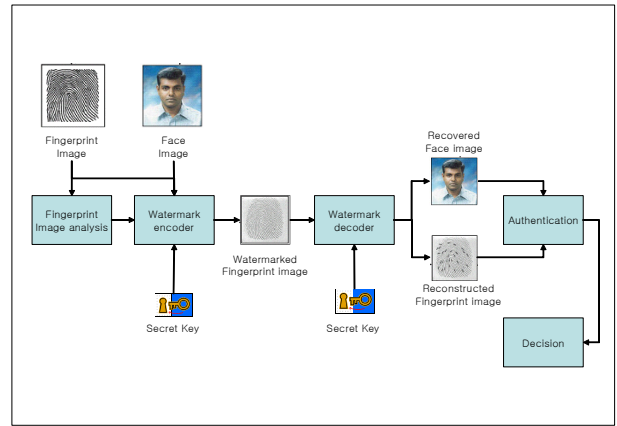 Fingerprint
Image
Face
Image
Recovered
Face Image
Fingerprint
Image analysis
Watermark
encoder
Watermark
decoder
Authentication
Watermarked
Fingerprint image
Reconstructed
Fingerprint image
Secret Key
Secret Key
Decision